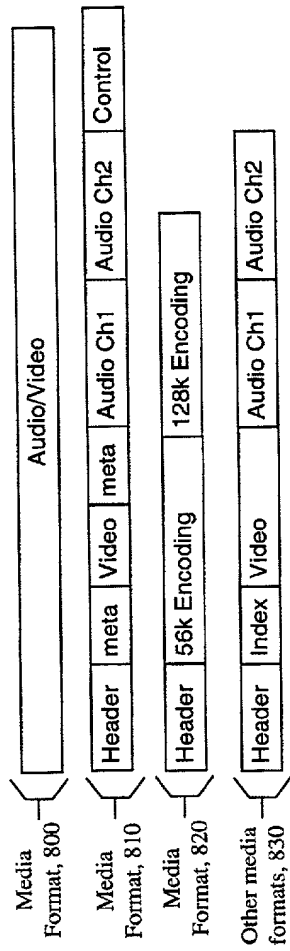 Media
Format, 800
Audio/Video
Media
Format, 810
Header meta Video meta Audio Ch1 Audio Ch2 Control
Media
Format, 820
Header 56k Encoding 128k Encoding
Other media
formats, 830
Header Index Video Audio Ch1 Audio Ch2